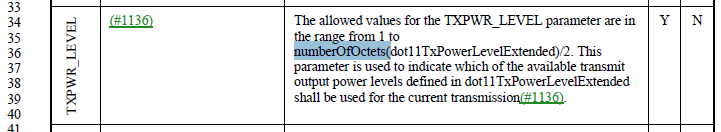 33
34 (#1136) The allowed values for the TXPWR_LEVEL parameter are in Y N
35 the range from 1 to
36 numberOfOctets(dot11TxPowerLevelExtended)/2. This
37 parameter is used to indicate which of the available transmit
38 output power levels defined in dot11TxPowerLevelExtended
39 shall be used for the current transmission(#1136).
40
41
TXPWR_LEVEL